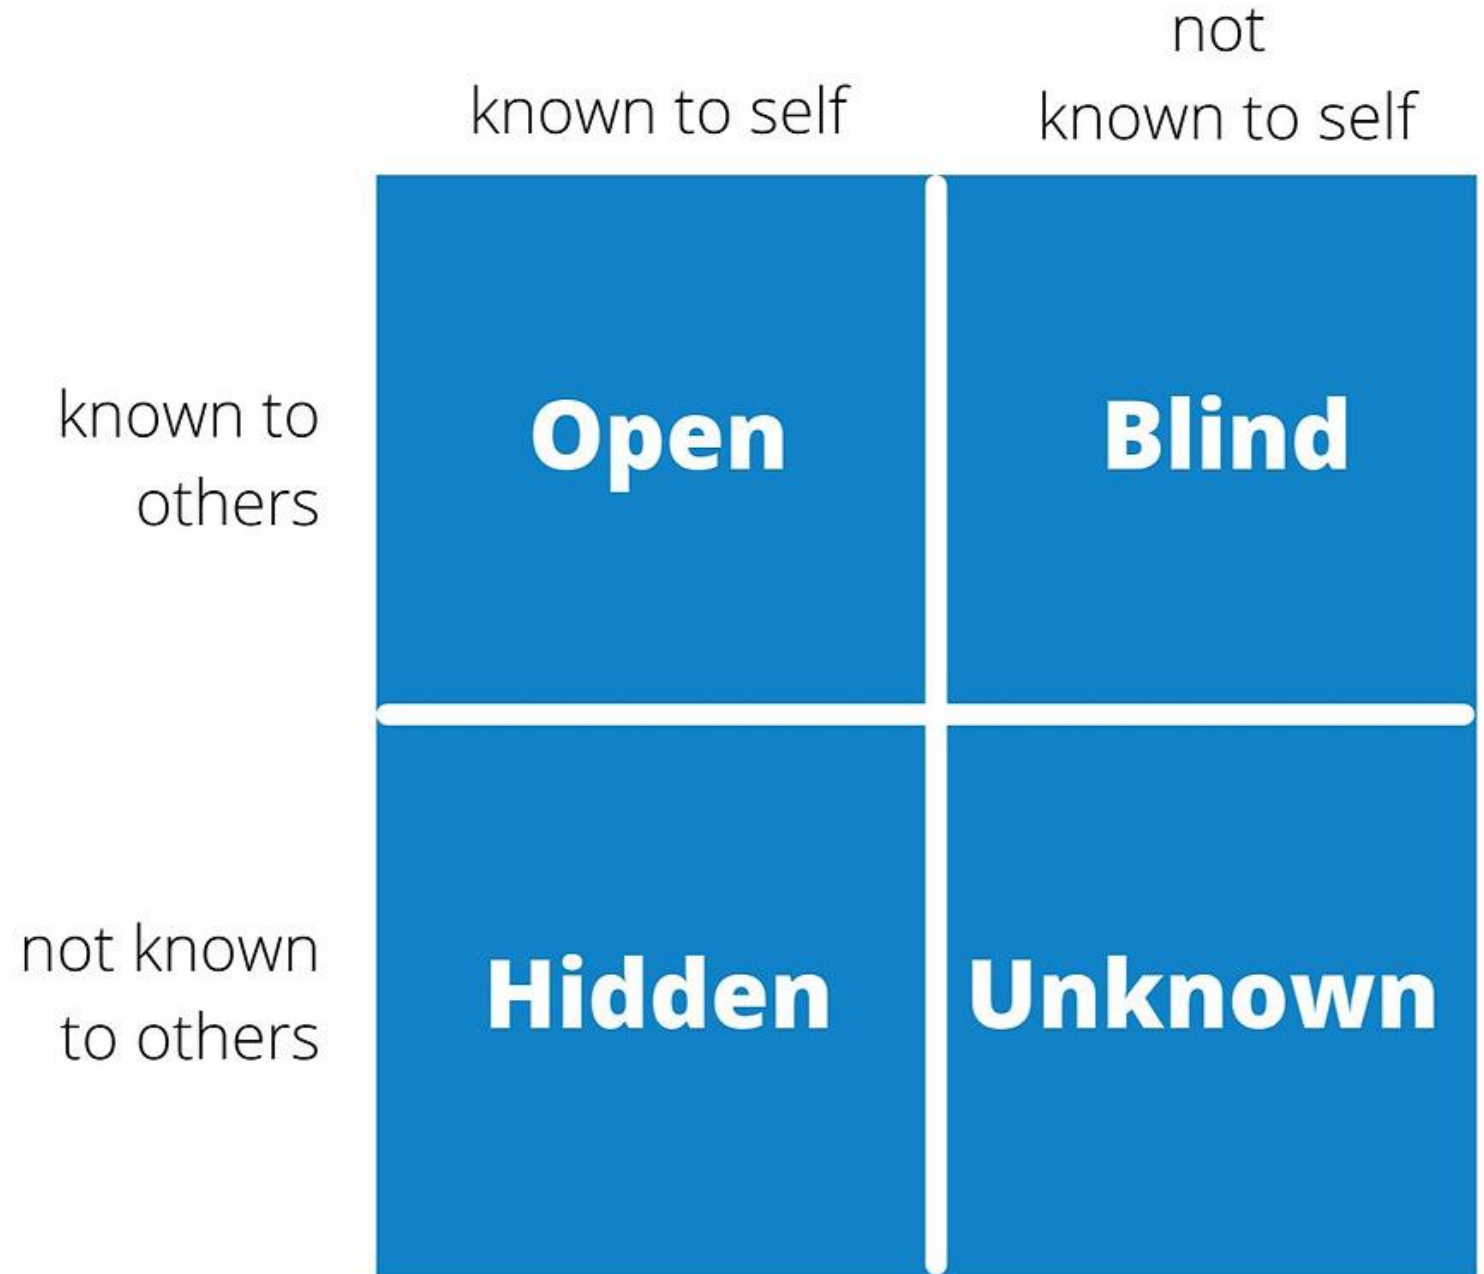 not
known to self
known to self
known to
others
Open
Blind
not known
to others
Hidden
Unknown